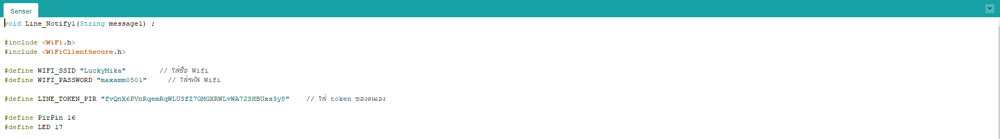 Senser
void Line_Notify1(String message1) ;
#include <WiFi.h>
#include <WiFiClientSecure.h>
#define WIFI_SSID "LuckyMika" // ใส่ชื่อ Wifi
#define WIFI_PASSWORD "maxamm0501" // ใส่รหัส Wifi
#define LINE_TOKEN_PIR "fvQnX6PVnRqemRqWLUSfZ7GMGXRWLvWA72SHBUxs3y8" // ใส่ token ของตนเอง
#define PirPin 16
#define LED 17